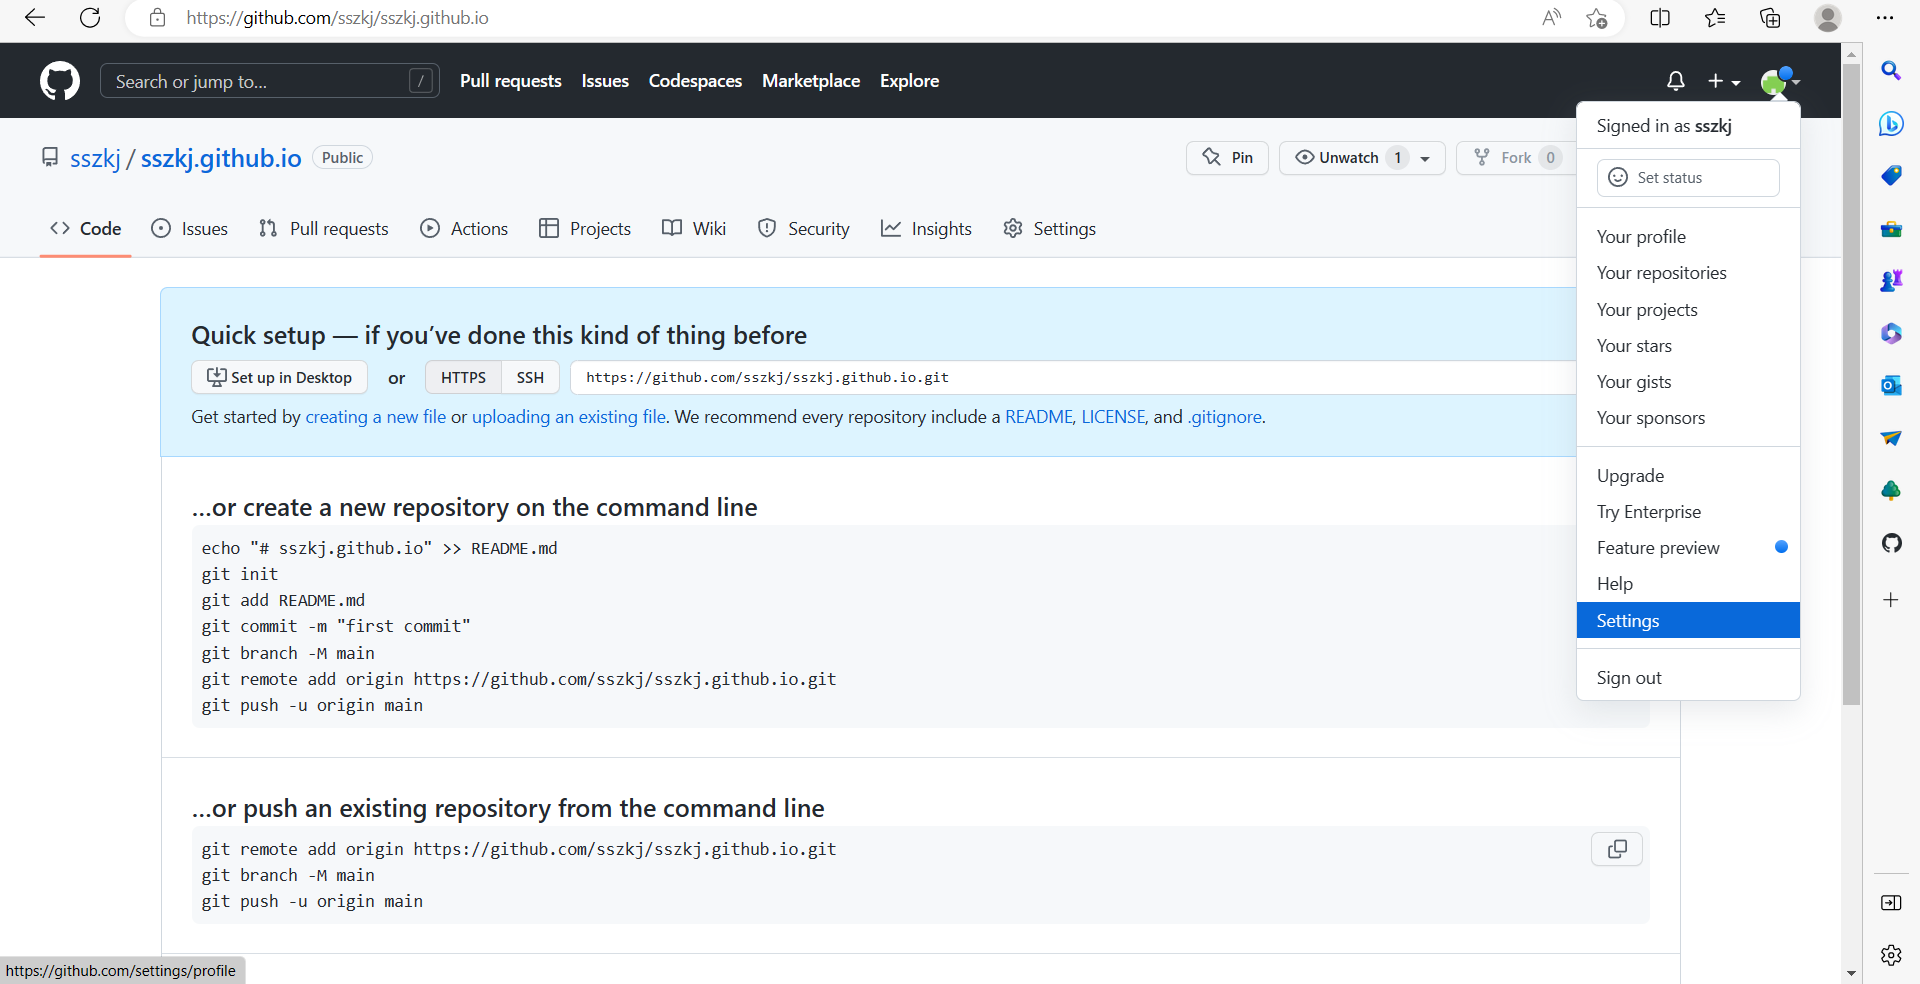 https://github.com/sszkj/sszkj.github.io
Search or jump to... /
Pull requests Issues Codespaces Marketplace Explore
sszkj / sszkj.github.io Public
Pin
Unwatch 1
Fork 0
Code Issues Pull requests Actions Projects Wiki Security Insights Settings
Signed in as sszkj
Set status
Your profile
Your repositories
Your projects
Your stars
Your gists
Your sponsors
Upgrade
Try Enterprise
Feature preview
Help
Settings
Sign out
Quick setup — if you’ve done this kind of thing before
Set up in Desktop or HTTPS SSH https://github.com/sszkj/sszkj.github.io.git
Get started by creating a new file or uploading an existing file. We recommend every repository include a README, LICENSE, and .gitignore.
…or create a new repository on the command line
echo "# sszkj.github.io" >> README.md
git init
git add README.md
git commit -m "first commit"
git branch -M main
git remote add origin https://github.com/sszkj/sszkj.github.io.git
git push -u origin main
…or push an existing repository from the command line
git remote add origin https://github.com/sszkj/sszkj.github.io.git
git branch -M main
git push -u origin main
https://github.com/settings/profile